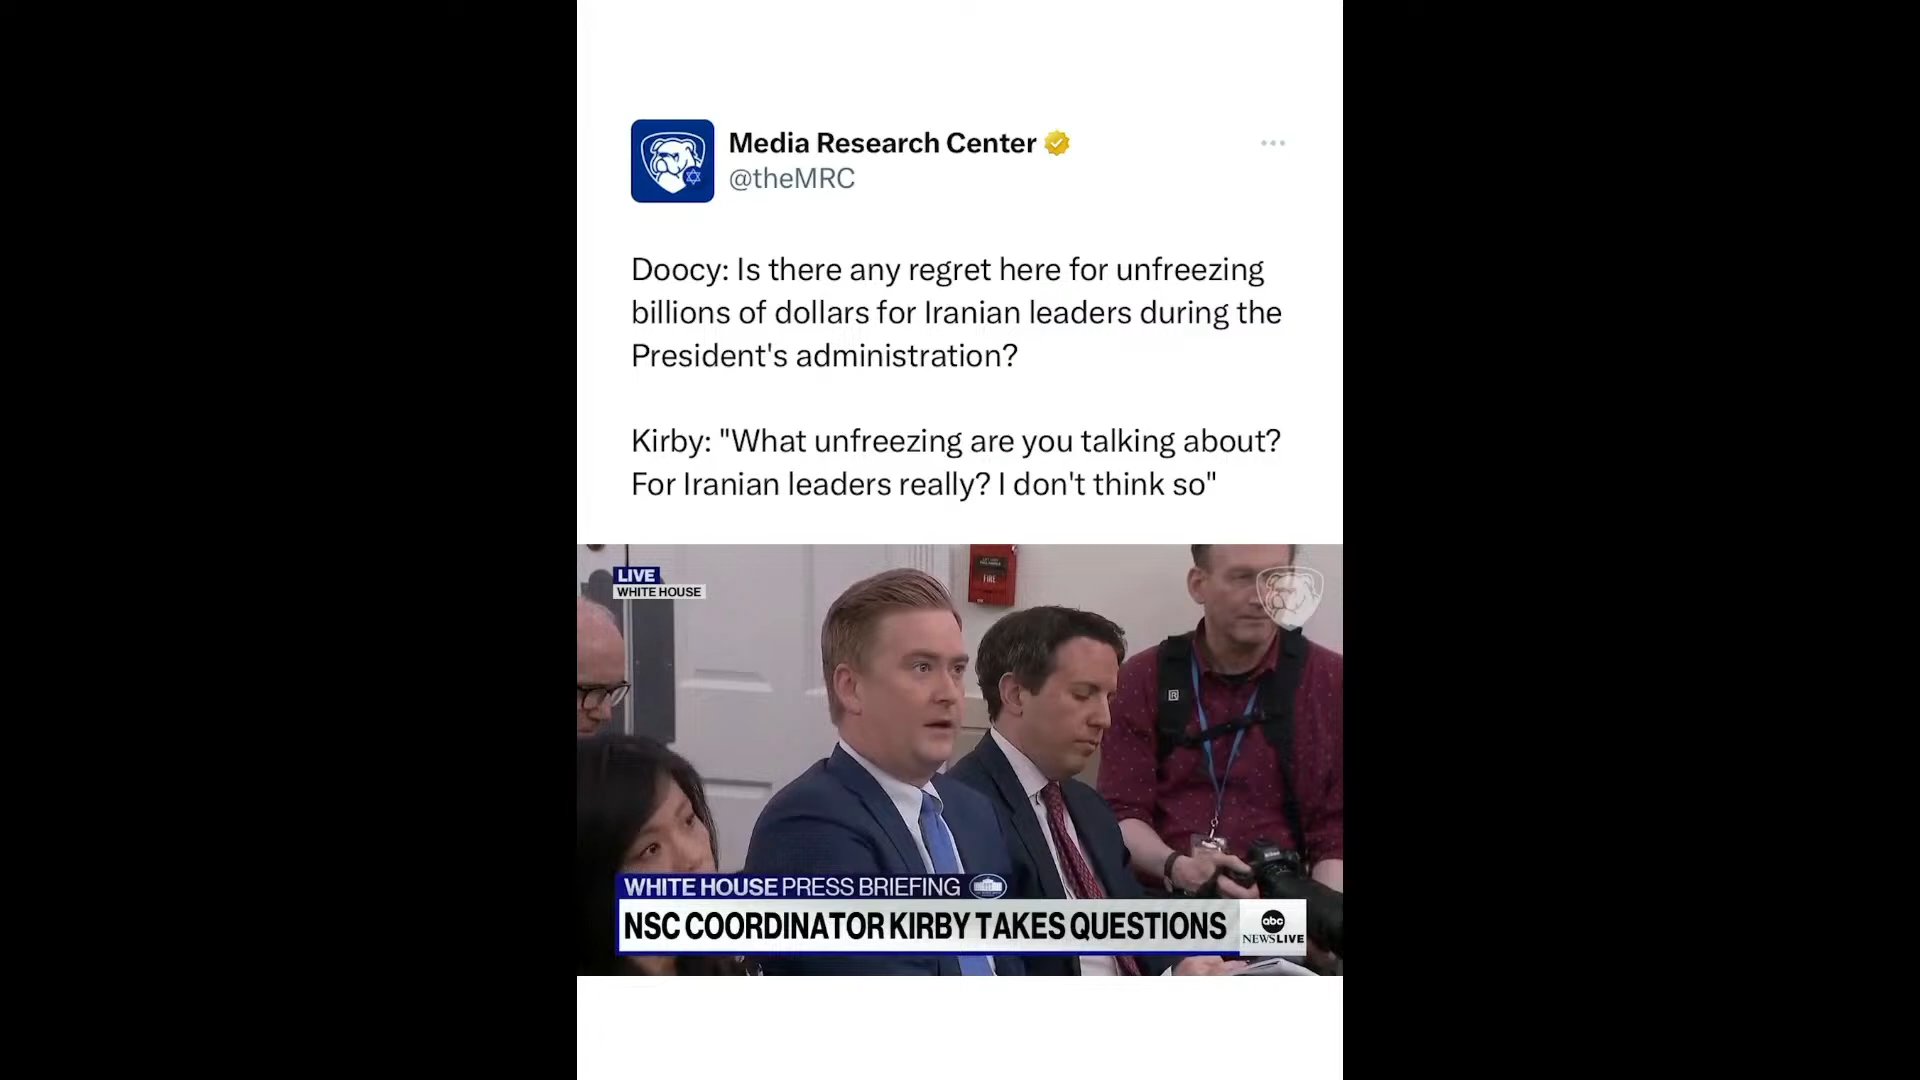 Media Research Center
@theMRC
Doocy: Is there any regret here for unfreezing
billions of dollars for Iranian leaders during the
President's administration?
Kirby: "What unfreezing are you talking about?
For Iranian leaders really? I don't think so"
LIVE
WHITE HOUSE
FIRE
R
Nikon
WHITE HOUSE PRESS BRIEFING
NSC COORDINATOR KIRBY TAKES QUESTIONS
abc
NEWS LIVE